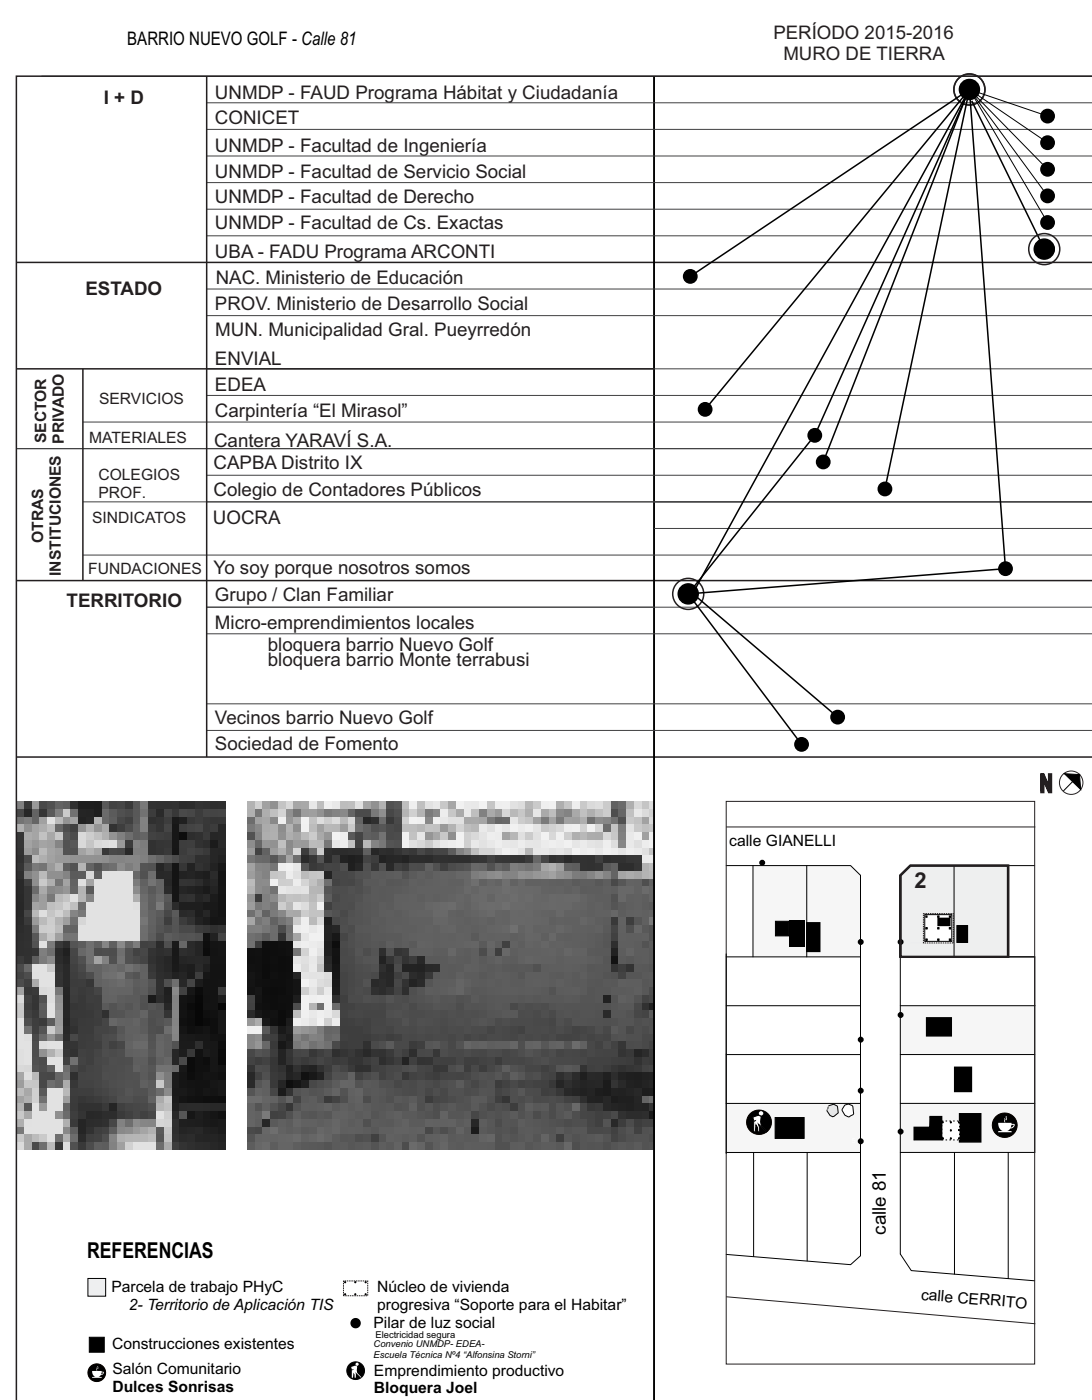 BARRIO NUEVO GOLF - Calle 81
PERÍODO 2015-2016
MURO DE TIERRA
I + D
UNMDP - FAUD Programa Hábitat y Ciudadanía
CONICET
UNMDP - Facultad de Ingeniería
UNMDP - Facultad de Servicio Social
UNMDP - Facultad de Derecho
UNMDP - Facultad de Cs. Exactas
UBA - FADU Programa ARCONTI
ESTADO
NAC. Ministerio de Educación
PROV. Ministerio de Desarrollo Social
MUN. Municipalidad Gral. Pueyrredón
ENVIAL
SECTOR
PRIVADO
SERVICIOS
EDEA
Carpintería “El Mirasol”
MATERIALES
Cantera YARAVÍ S.A.
OTRAS
INSTITUCIONES
COLEGIOS
PROF.
CAPBA Distrito IX
Colegio de Contadores Públicos
SINDICATOS
UOCRA
FUNDACIONES
Yo soy porque nosotros somos
TERRITORIO
Grupo / Clan Familiar
Micro-emprendimientos locales
bloquera barrio Nuevo Golf
bloquera barrio Monte terrabusi
Vecinos barrio Nuevo Golf
Sociedad de Fomento
N
calle GIANELLI
2
calle 81
calle CERRITO
REFERENCIAS
Parcela de trabajo PHyC
2- Territorio de Aplicación TIS
Construcciones existentes
Salón Comunitario
Dulces Sonrisas
Núcleo de vivienda
progresiva “Soporte para el Habitar”
Pilar de luz social
Electricidad segura
Convenio UNMDP- EDEA-
Escuela Técnica Nº4 “Alfonsina Storni”
Emprendimiento productivo
Bloquera Joel